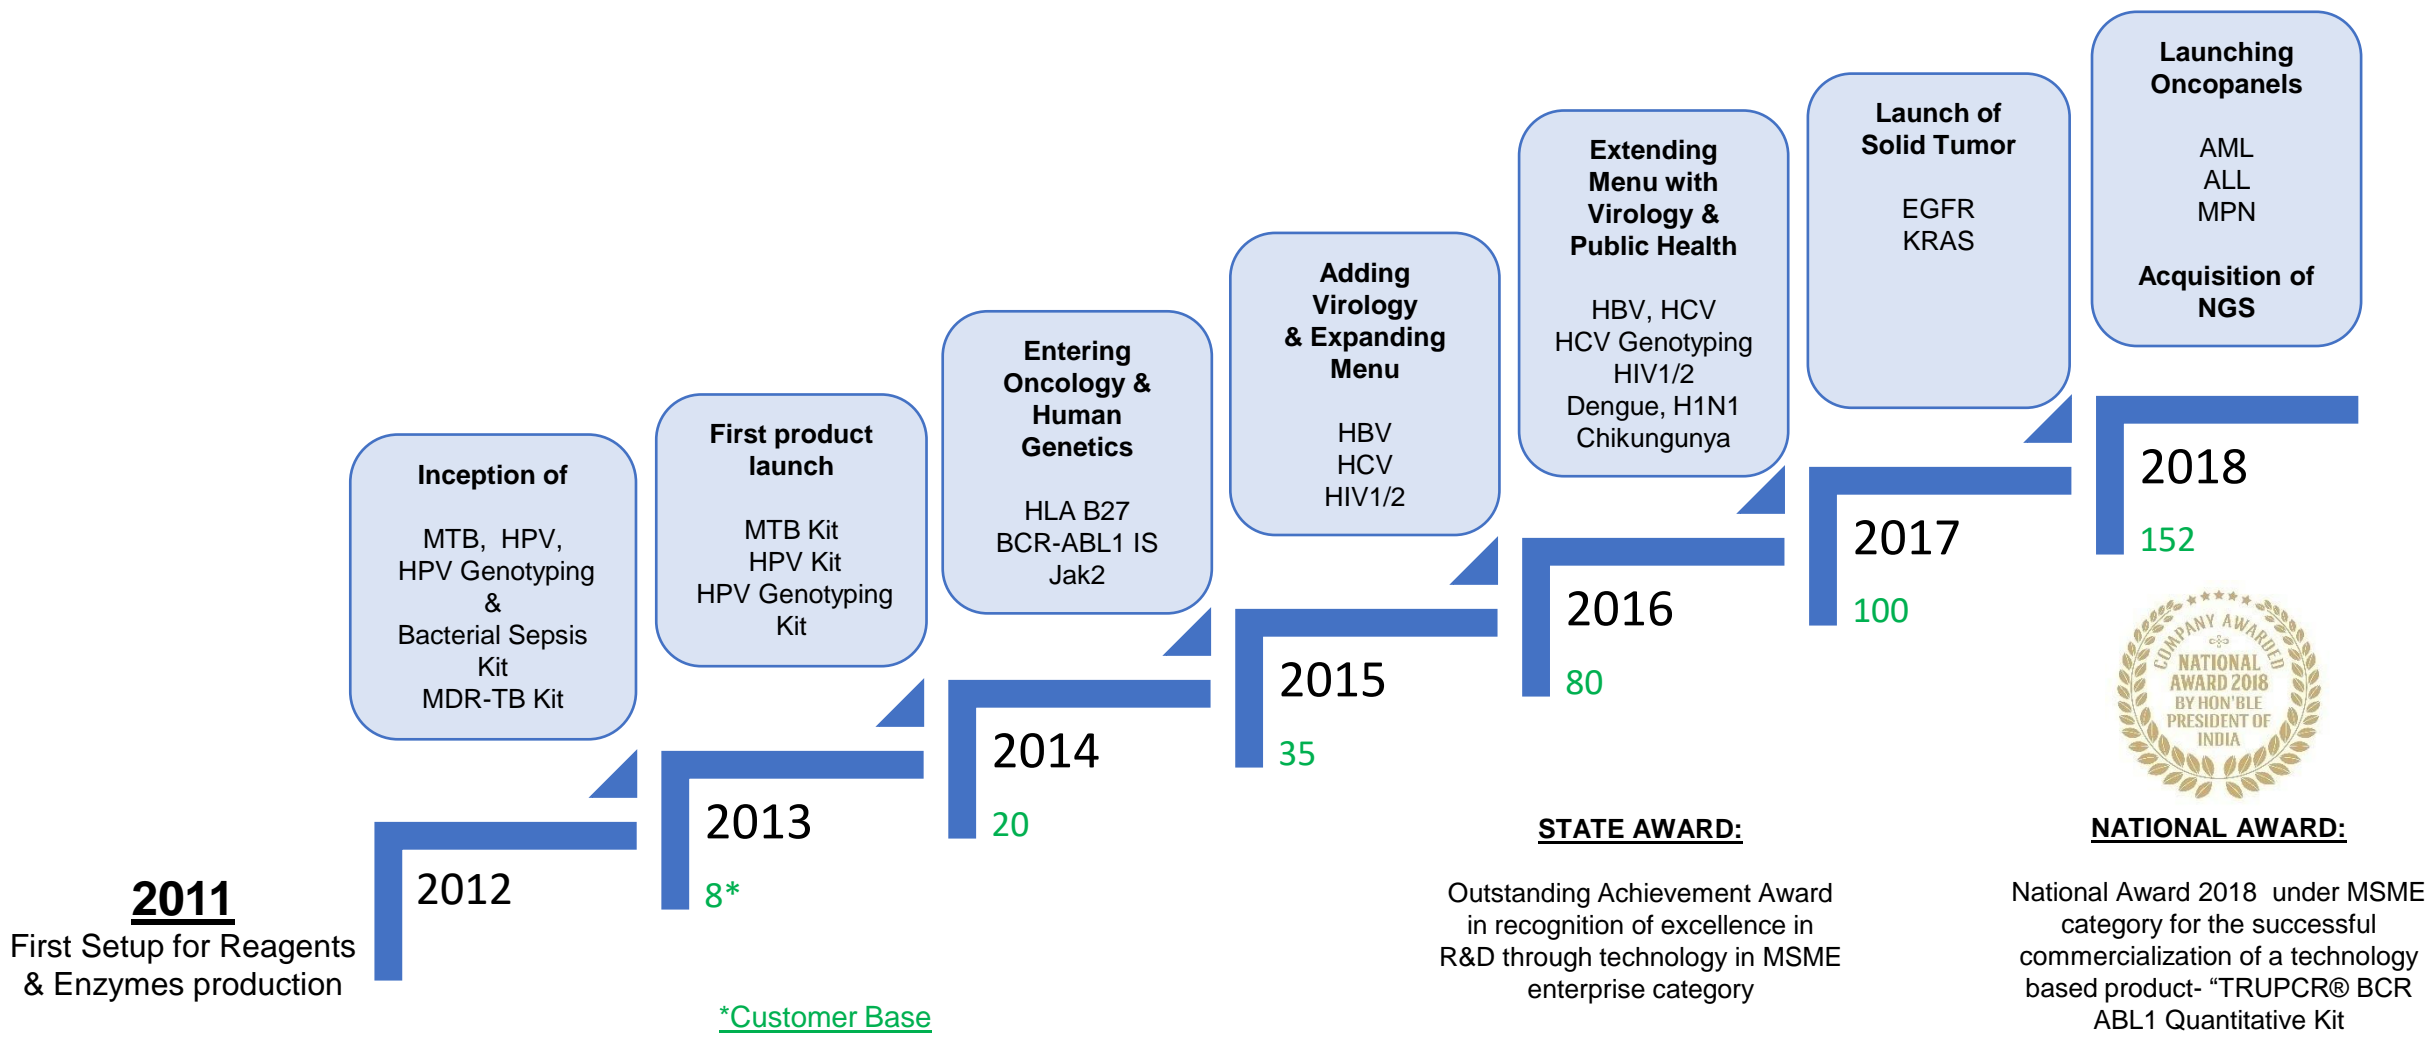 2011
First Setup for Reagents
& Enzymes production
Inception of
MTB,  HPV,
HPV Genotyping
&
Bacterial Sepsis
Kit
MDR-TB Kit
2012
First product
launch
MTB Kit
HPV Kit
HPV Genotyping
Kit
2013
8*
Entering
Oncology &
Human
Genetics
HLA B27
BCR-ABL1 IS
Jak2
2014
20
Adding
Virology
& Expanding
Menu
HBV
HCV
HIV1/2
2015
35
Extending
Menu with
Virology &
Public Health
HBV, HCV
HCV Genotyping
HIV1/2
Dengue, H1N1
Chikungunya
2016
80
Launch of
Solid Tumor
EGFR
KRAS
2017
100
Launching
Oncopanels
AML
ALL
MPN
Acquisition of
NGS
2018
152
COMPANY AWARDED
NATIONAL
AWARD 2018
BY HON'BLE
PRESIDENT OF
INDIA
STATE AWARD:
Outstanding Achievement Award
in recognition of excellence in
R&D through technology in MSME
enterprise category
NATIONAL AWARD:
National Award 2018  under MSME
category for the successful
commercialization of a technology
based product- “TRUPCR® BCR
ABL1 Quantitative Kit
*Customer Base